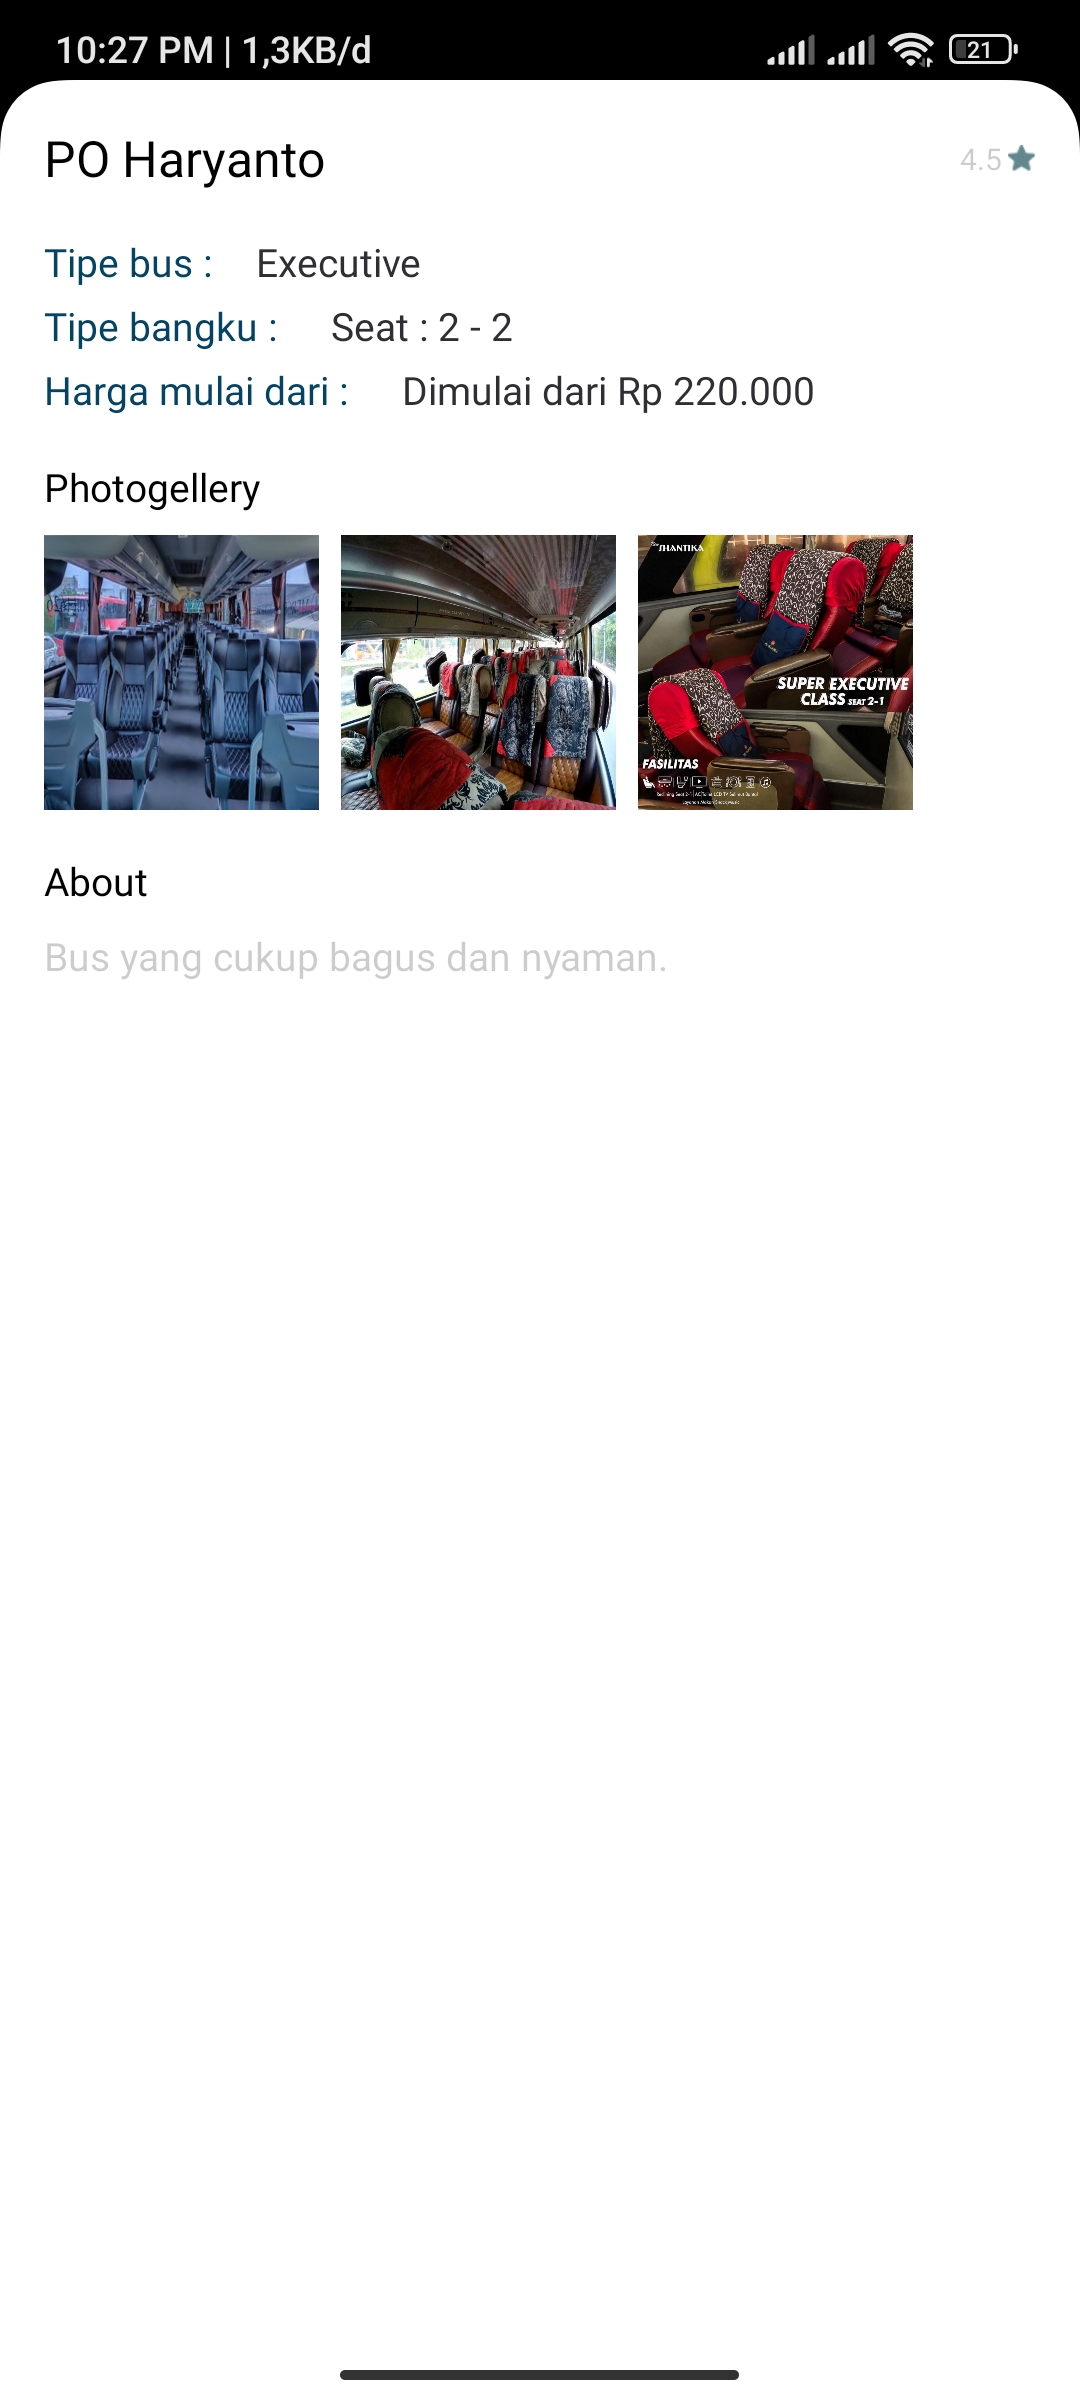 10:27 PM | 1,3KB/d
21
PO Haryanto
4.5
Tipe bus : Executive
Tipe bangku : Seat : 2 - 2
Harga mulai dari : Dimulai dari Rp 220.000
Photogellery
SHANTIKA
SUPER EXECUTIVE
CLASS SEAT 2-1
FASILITAS
About
Bus yang cukup bagus dan nyaman.